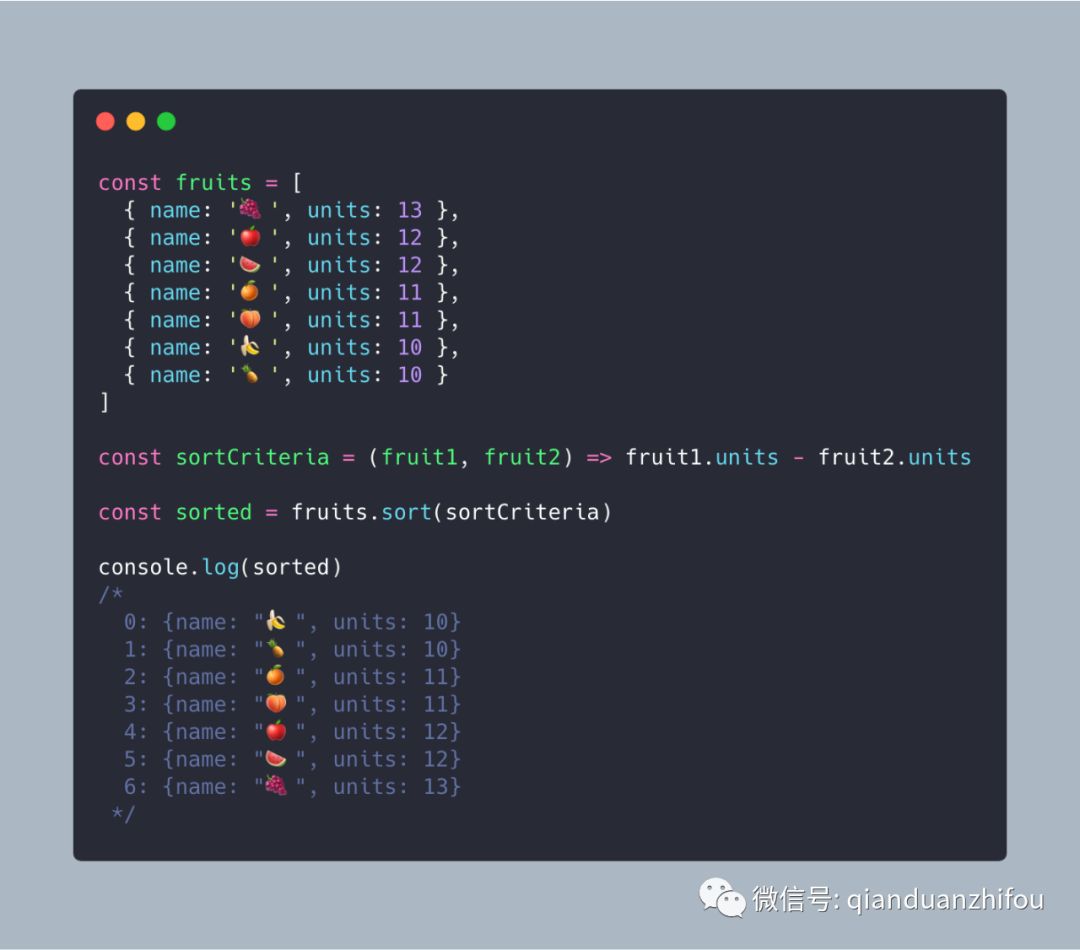 const fruits = [
  { name: '🍇 ', units: 13 },
  { name: '🍎 ', units: 12 },
  { name: '🍉 ', units: 12 },
  { name: '🍊 ', units: 11 },
  { name: '🍑 ', units: 11 },
  { name: '🍌 ', units: 10 },
  { name: '🍍 ', units: 10 }
]
const sortCriteria = (fruit1, fruit2) => fruit1.units - fruit2.units
const sorted = fruits.sort(sortCriteria)
console.log(sorted)
/*
  0: {name: "🍌 ", units: 10}
  1: {name: "🍍 ", units: 10}
  2: {name: "🍊 ", units: 11}
  3: {name: "🍑 ", units: 11}
  4: {name: "🍎 ", units: 12}
  5: {name: "🍉 ", units: 12}
  6: {name: "🍇 ", units: 13}
 */
微信号: qianduanzhifou